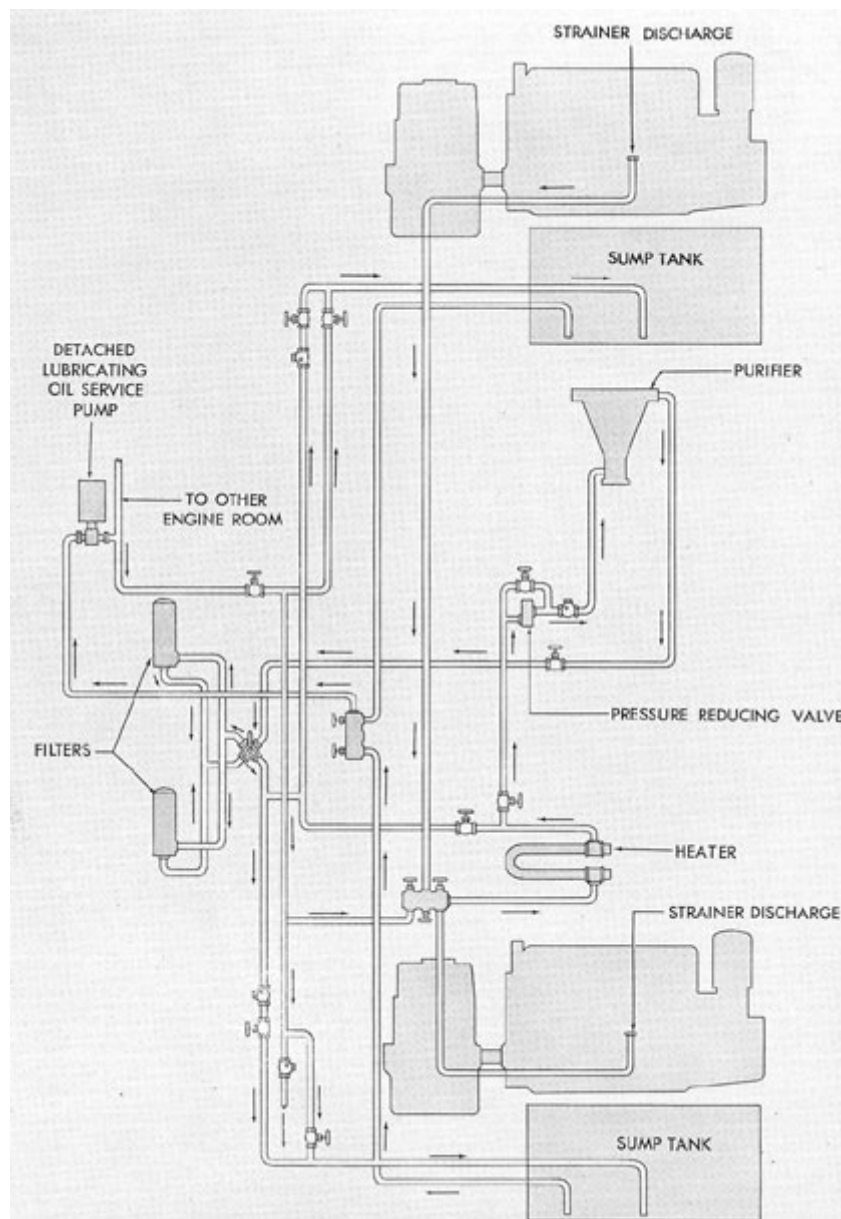 STRAINER DISCHARGE
SUMP TANK
DETACHED
LUBRICATING
OIL SERVICE
PUMP
PURIFIER
TO OTHER
ENGINE ROOM
PRESSURE REDUCING VALVE
FILTERS
HEATER
STRAINER DISCHARGE
SUMP TANK